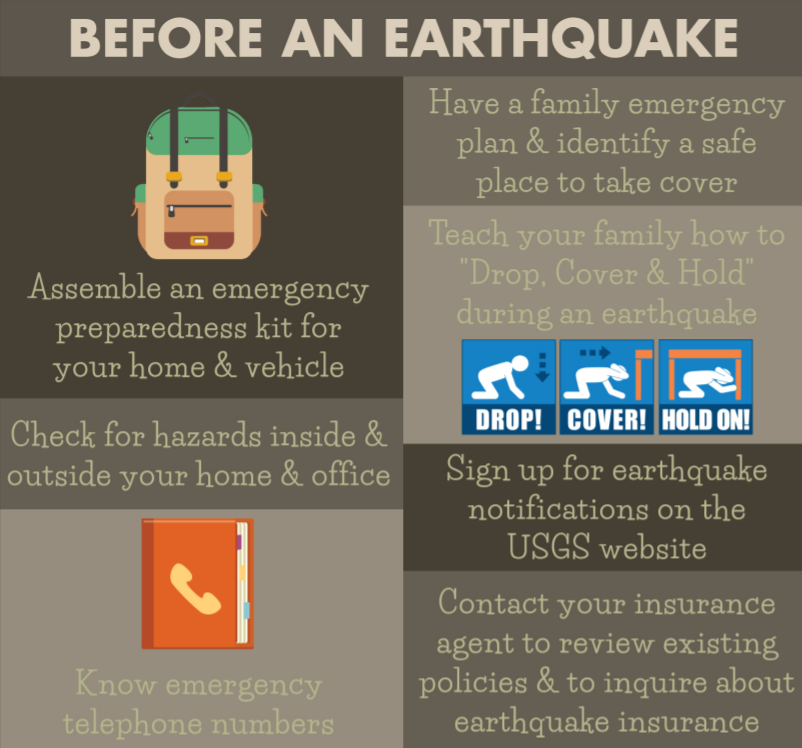 BEFORE AN EARTHQUAKE
Assemble an emergency
preparedness kit for
your home & vehicle
Check for hazards inside &
outside your home & office
Know emergency
telephone numbers
Have a family emergency
plan & identify a safe
place to take cover
Teach your family how to
"Drop, Cover & Hold"
during an earthquake
DROP! COVER! HOLD ON!
Sign up for earthquake
notifications on the
USGS website
Contact your insurance
agent to review existing
policies & to inquire about
earthquake insurance